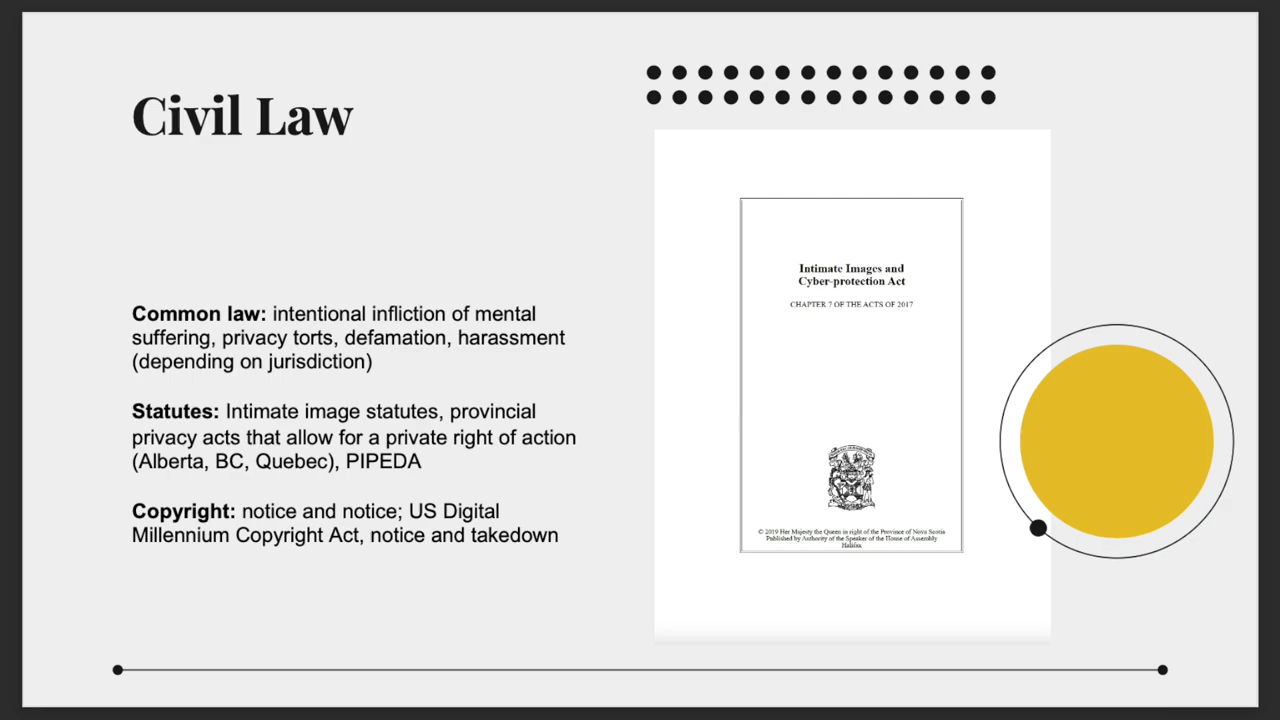 Civil Law
Common law: intentional infliction of mental
suffering, privacy torts, defamation, harassment
(depending on jurisdiction)
Statutes: Intimate image statutes, provincial
privacy acts that allow for a private right of action
(Alberta, BC, Quebec), PIPEDA
Copyright: notice and notice; US Digital
Millennium Copyright Act, notice and takedown
Intimate Images and
Cyber-protection Act
CHAPTER 7 OF THE ACTS OF 2017
© 2019 Her Majesty the Queen in right of the Province of Nova Scotia
Published by Authority of the Speaker of the House of Assembly
Halifax